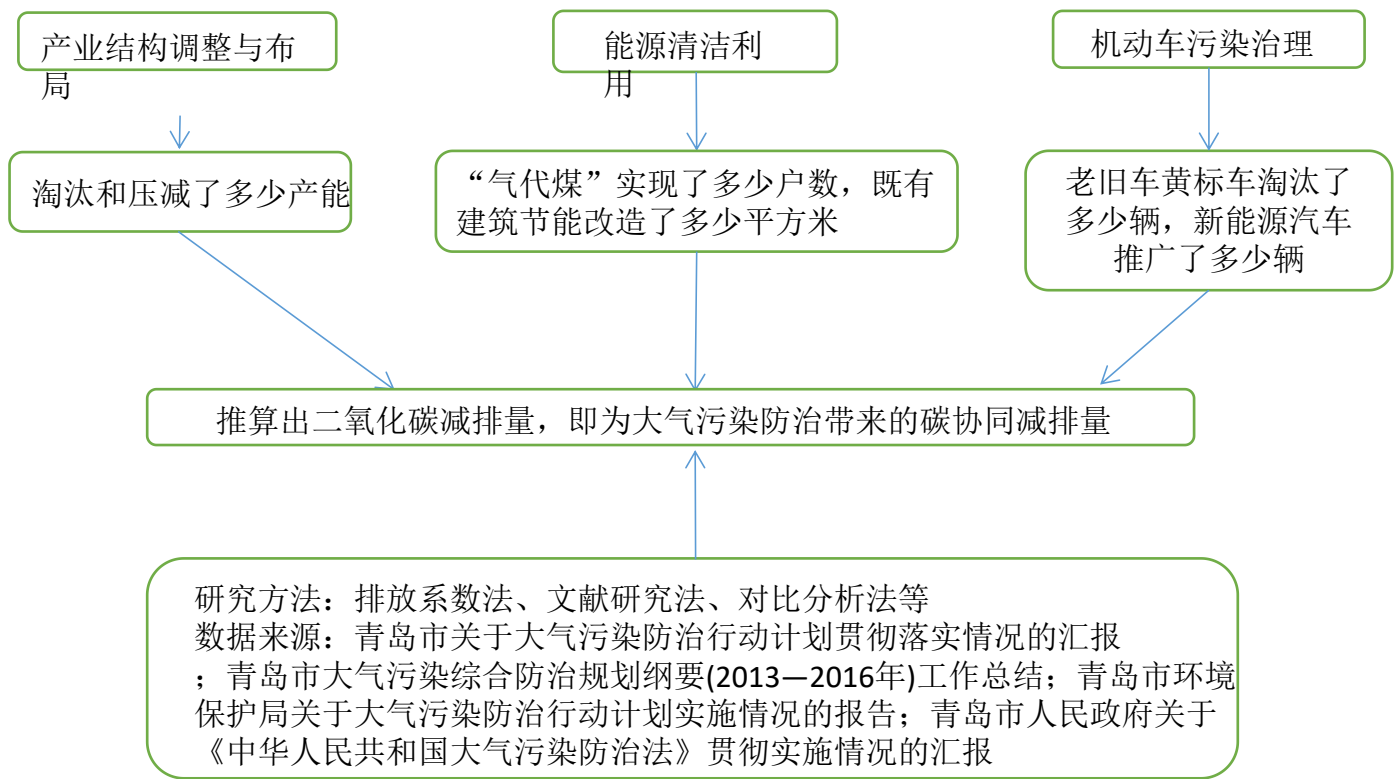 产业结构调整与布
局
能源清洁利
用
机动车污染治理
淘汰和压减了多少产能
“气代煤”实现了多少户数，既有
建筑节能改造了多少平方米
老旧车黄标车淘汰了
多少辆，新能源汽车
推广了多少辆
推算出二氧化碳减排量，即为大气污染防治带来的碳协同减排量
研究方法：排放系数法、文献研究法、对比分析法等
数据来源：青岛市关于大气污染防治行动计划贯彻落实情况的汇报
；青岛市大气污染综合防治规划纲要(2013—2016年)工作总结；青岛市环境
保护局关于大气污染防治行动计划实施情况的报告；青岛市人民政府关于
《中华人民共和国大气污染防治法》贯彻实施情况的汇报